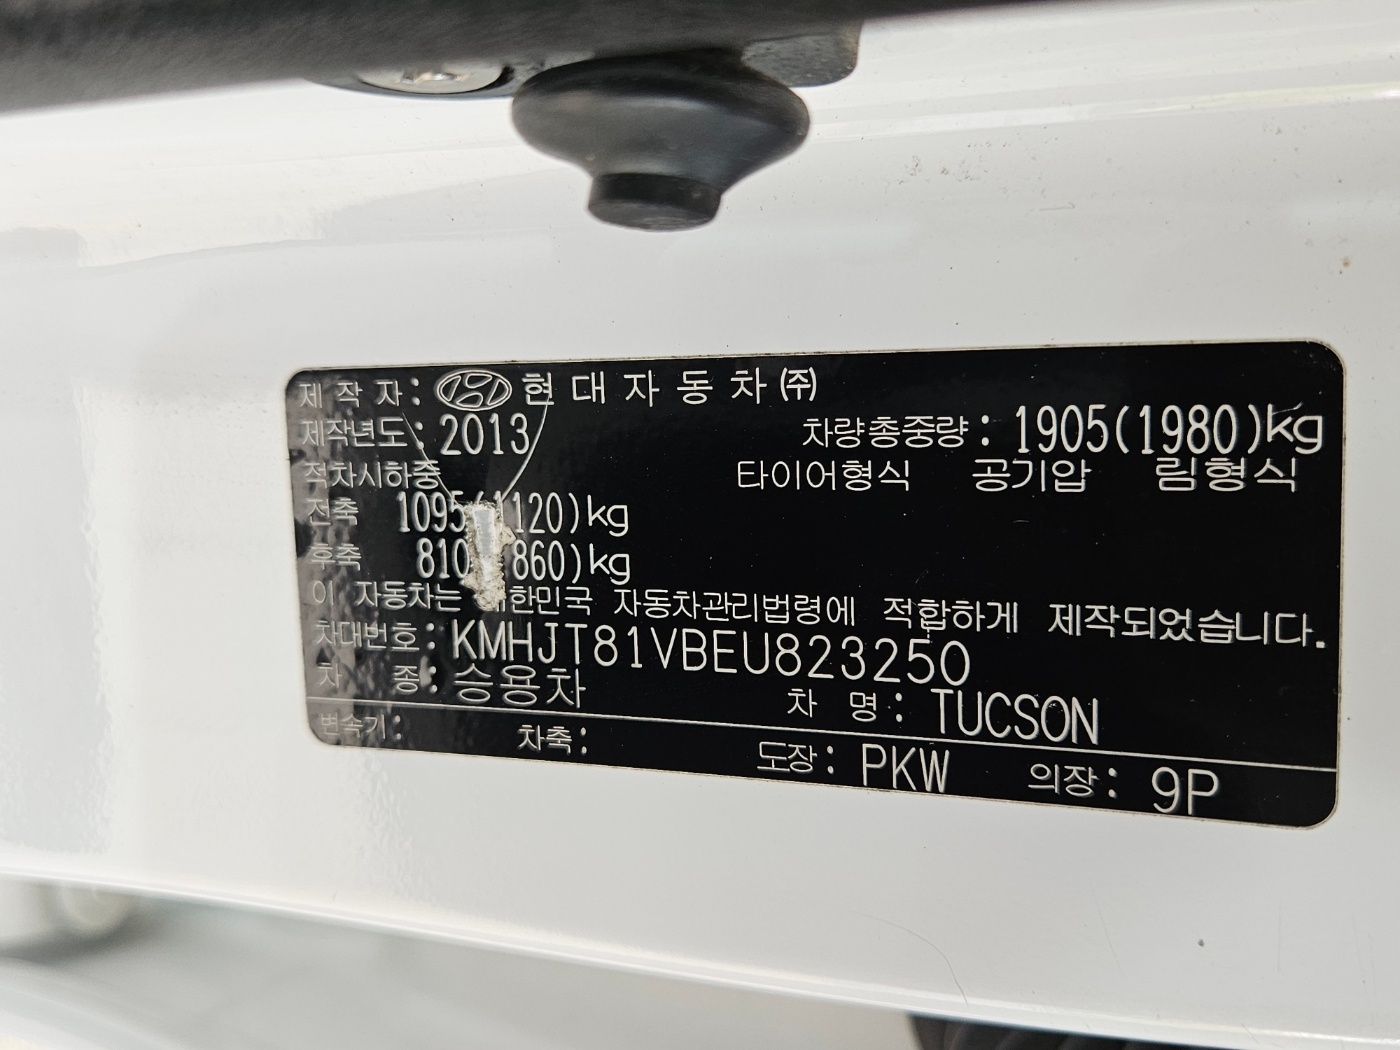 제 작 자 : 현 대 자 동 차 ㈜
제작년도 : 2013 차량총중량 : 1905(1980)kg
적차시하중 타이어형식 공기압 림형식
전축 1095(1120)kg
후축 810 860)kg
이 자동차는 대한민국 자동차관리법령에 적합하게 제작되었습니다.
차대번호 : KMHJT81VBEU823250
차 종 : 승용차 차 명 : TUCSON
변속기 : 차축 : 도장 : PKW 의장 : 9P